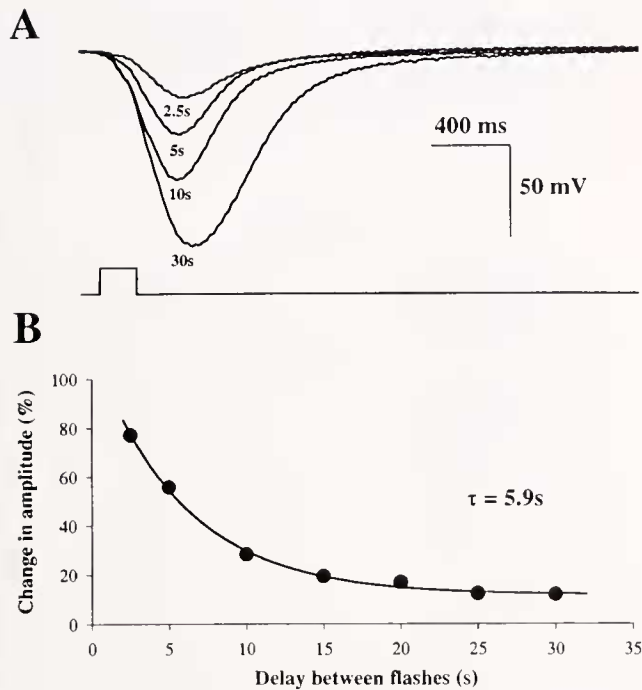 A
2.5s
5s
10s
30s
400 ms
50 mV
B
Change in amplitude (%)
100
80
60
40
20
0
τ = 5.9s
0 5 10 15 20 25 30 35
Delay between flashes (s)